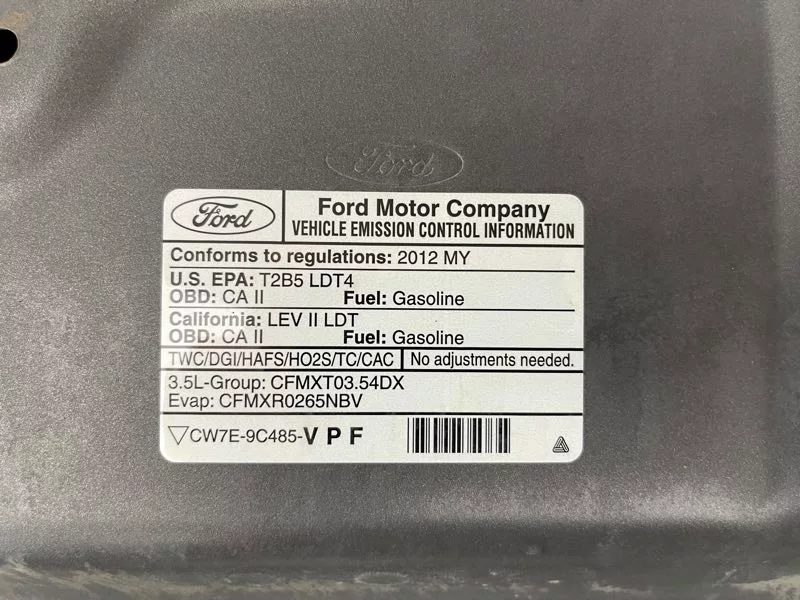 Ford
Ford
Ford Motor Company
VEHICLE EMISSION CONTROL INFORMATION
Conforms to regulations: 2012 MY
U.S. EPA: T2B5 LDT4
OBD: CA II Fuel: Gasoline
California: LEV II LDT
OBD: CA II Fuel: Gasoline
TWC/DGI/HAFS/HO2S/TC/CAC No adjustments needed.
3.5L-Group: CFMXT03.54DX
Evap: CFMXR0265NBV
▽CW7E-9C485-V P F